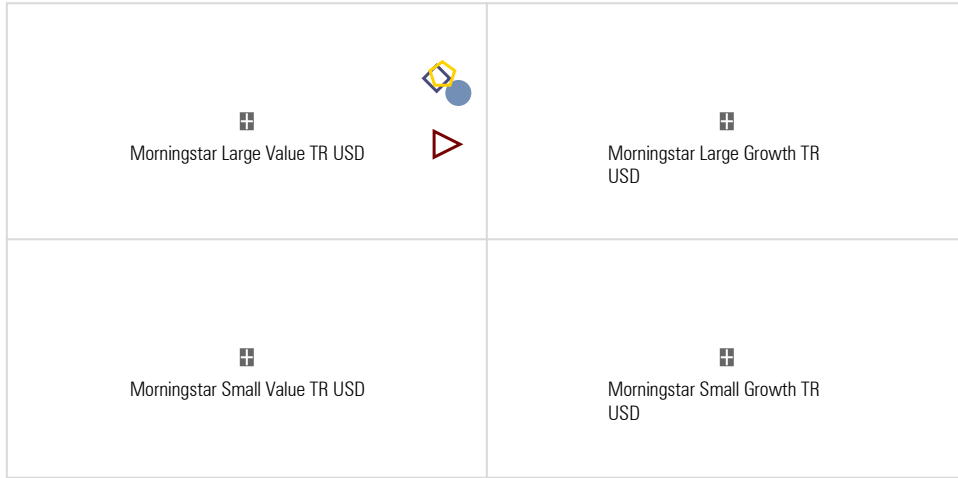 Morningstar Large Value TR USD
Morningstar Large Growth TR
USD
Morningstar Small Value TR USD
Morningstar Small Growth TR
USD